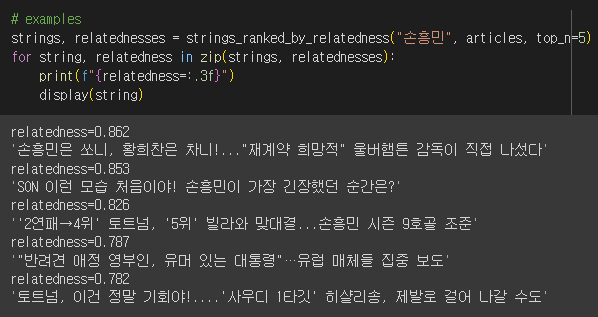 # examples
strings, relatednesses = strings_ranked_by_relatedness("손흥민", articles, top_n=5)
for string, relatedness in zip(strings, relatednesses):
    print(f"{relatedness=:.3f}")
    display(string)
relatedness=0.862
'손흥민은 쏘니, 황희찬은 차니!..."재계약 희망적" 울버햄튼 감독이 직접 나섰다'
relatedness=0.853
'SON 이런 모습 처음이야! 손흥민이 가장 긴장했던 순간은?'
relatedness=0.826
''2연패→4위' 토트넘, '5위' 빌라와 맞대결...손흥민 시즌 9호골 조준'
relatedness=0.787
'"반려견 애정 영부인, 유머 있는 대통령"…유럽 매체들 집중 보도'
relatedness=0.782
'토트넘, 이건 정말 기회야!....'사우디 1타깃' 히샬리송, 제발로 걸어 나갈 수도'